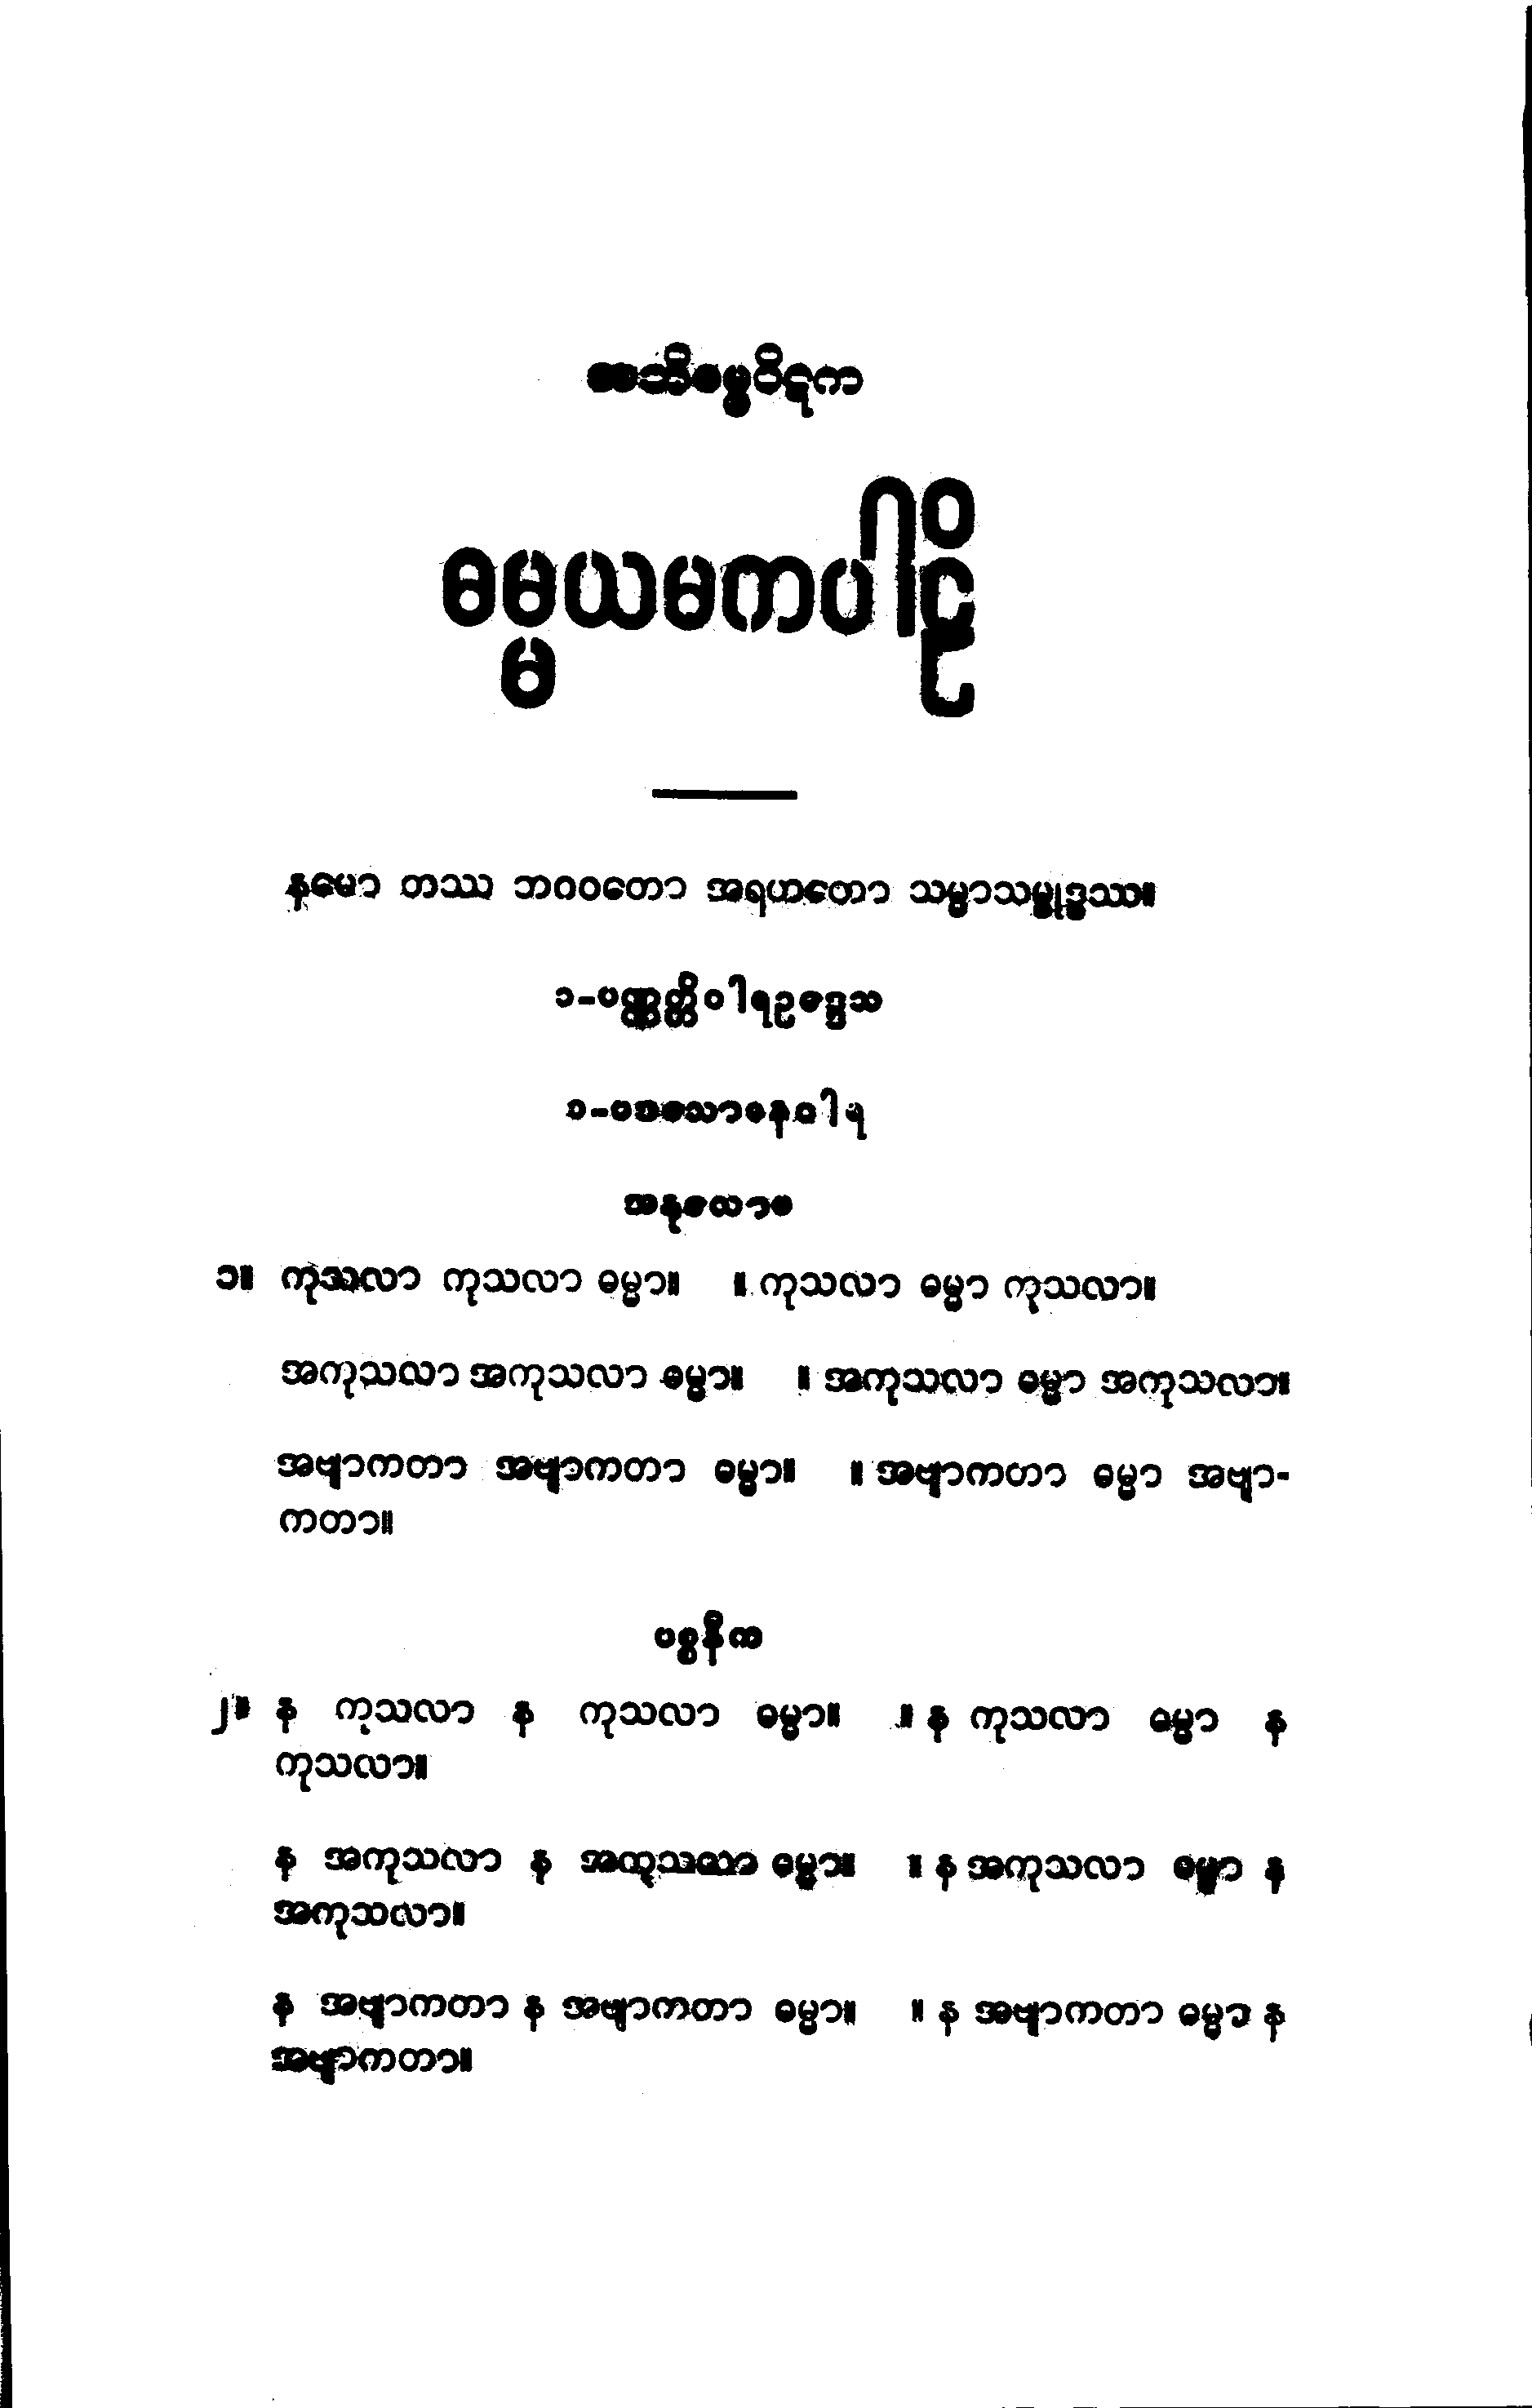 အဘိဓမ္မပိဋက
ဓမ္မယမကပါဠိ
နမော တဿ ဘဂဝတော အရဟတော သမ္မာသမ္ဗုဒ္ဓဿ။
၁-ပဏ္ဏတ္တိဝါရဥဒ္ဒေသ
၁-ပဒသောဓနဝါရ
အနုလောမ
၁။ ကုသလာ ကုသလာ ဓမ္မာ။ ။ ကုသလာ ဓမ္မာ ကုသလာ။
အကုသလာ အကုသလာ ဓမ္မာ။ ။ အကုသလာ ဓမ္မာ အကုသလာ။
အဗျာကတာ အဗျာကတာ ဓမ္မာ။ ။ အဗျာကတာ ဓမ္မာ အဗျာ-
ကတာ။
ပစ္စနီက
၂။ န ကုသလာ န ကုသလာ ဓမ္မာ။ ။ န ကုသလာ ဓမ္မာ န
ကုသလာ။
န အကုသလာ န အကုသလာ ဓမ္မာ။ ။ န အကုသလာ ဓမ္မာ န
အကုသလာ။
န အဗျာကတာ န အဗျာကတာ ဓမ္မာ။ ။ န အဗျာကတာ ဓမ္မာ န
အဗျာကတာ။